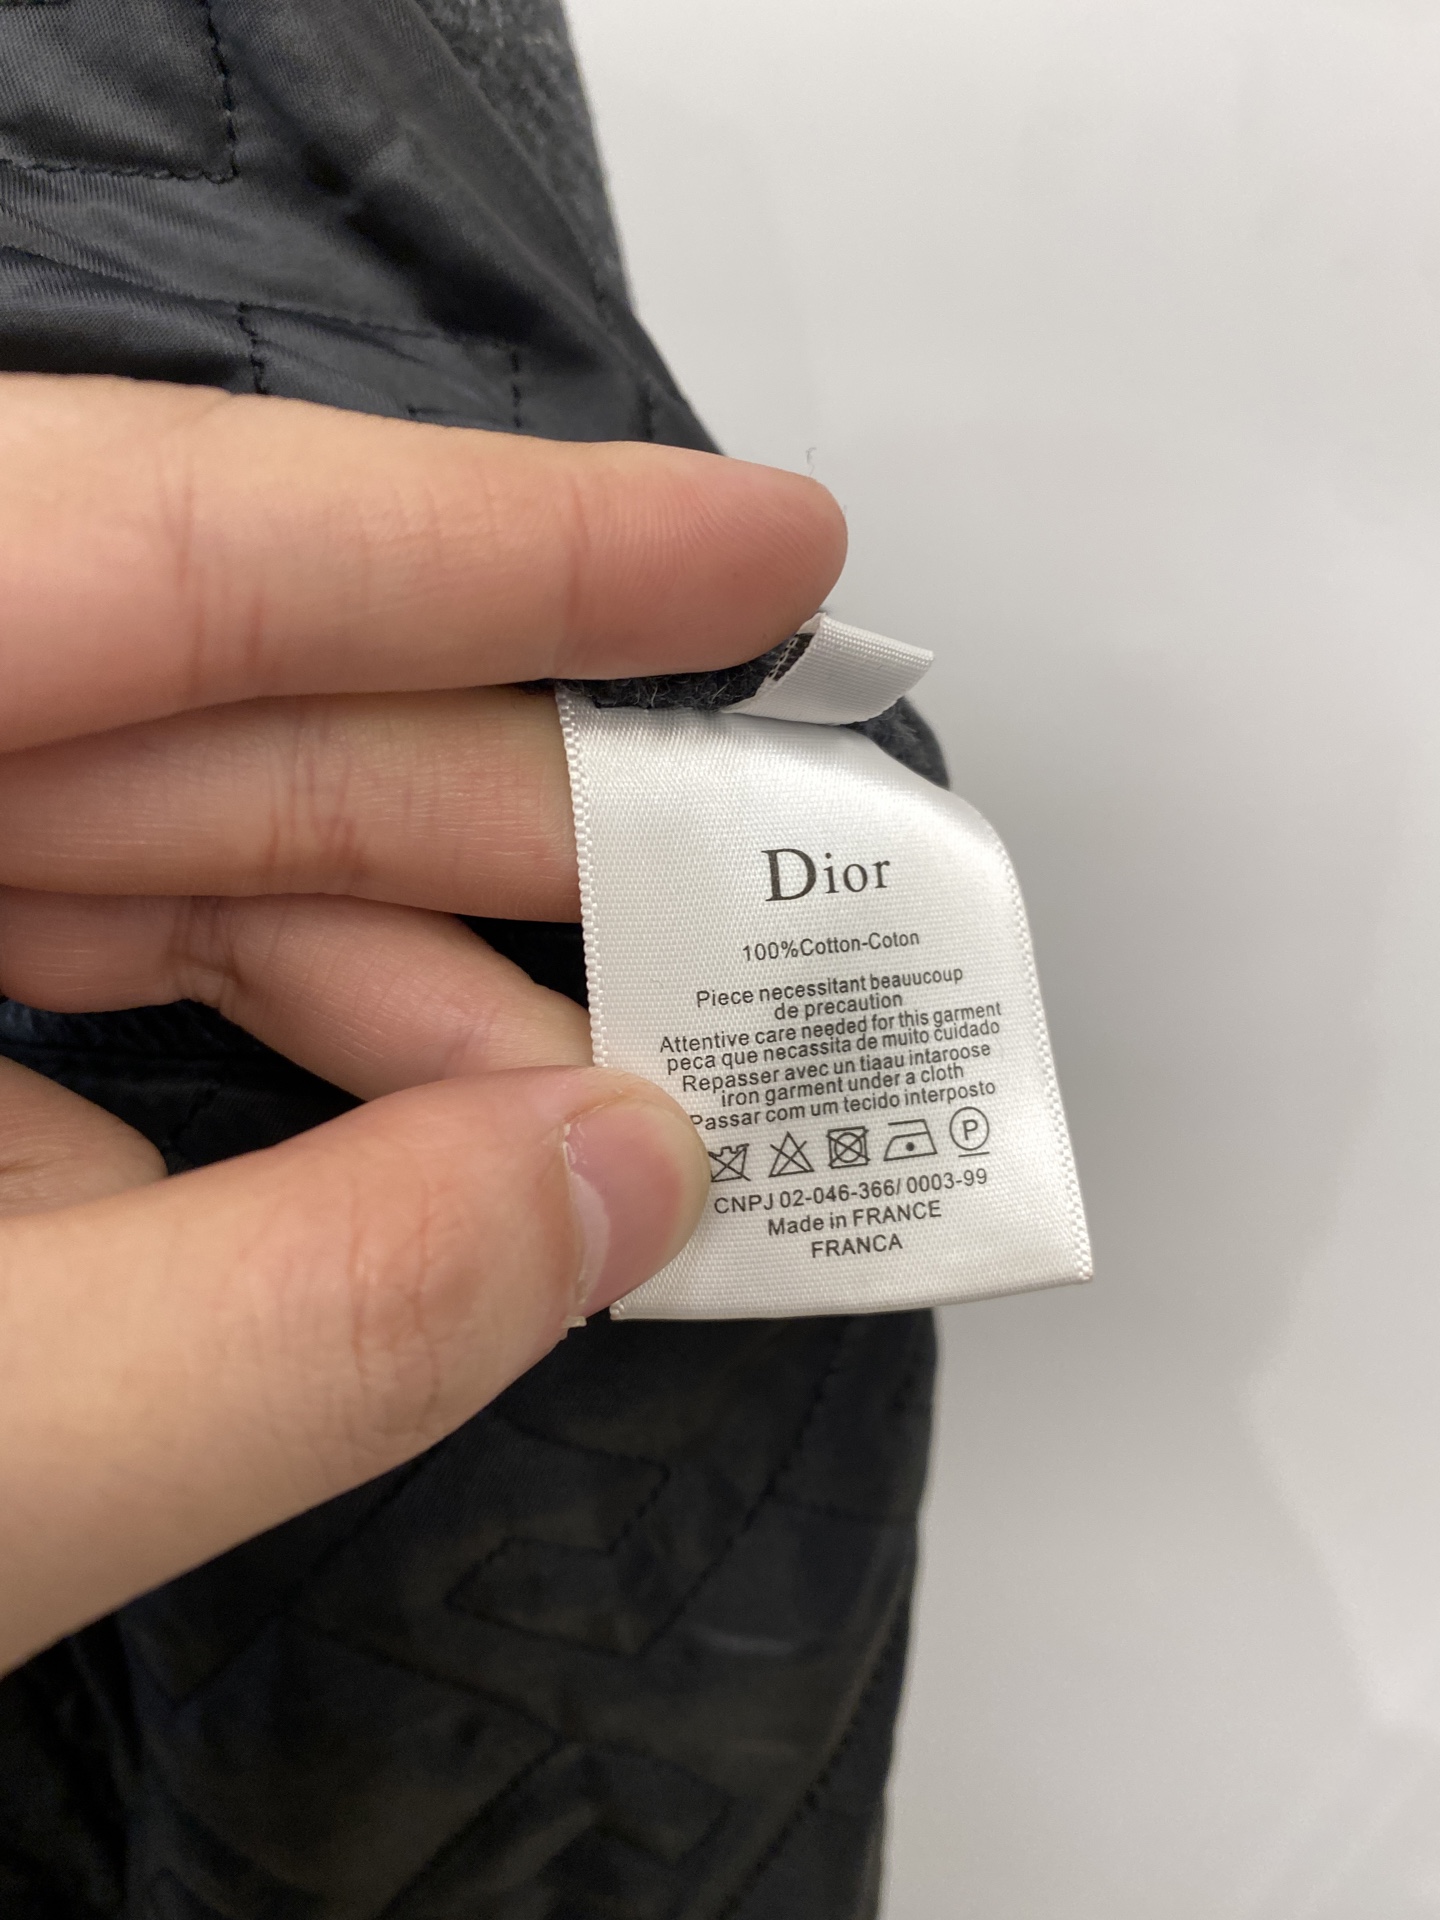 Dior
100%Cotton-Coton
Piece necessitant beauucoup
de precaution
Attentive care needed for this garment
peca que necassita de muito cuidado
Repasser avec un tiaau intaroose
iron garment under a cloth
Passar com um tecido interposto
P
CNPJ 02-046-366/ 0003-99
Made in FRANCE
FRANCA